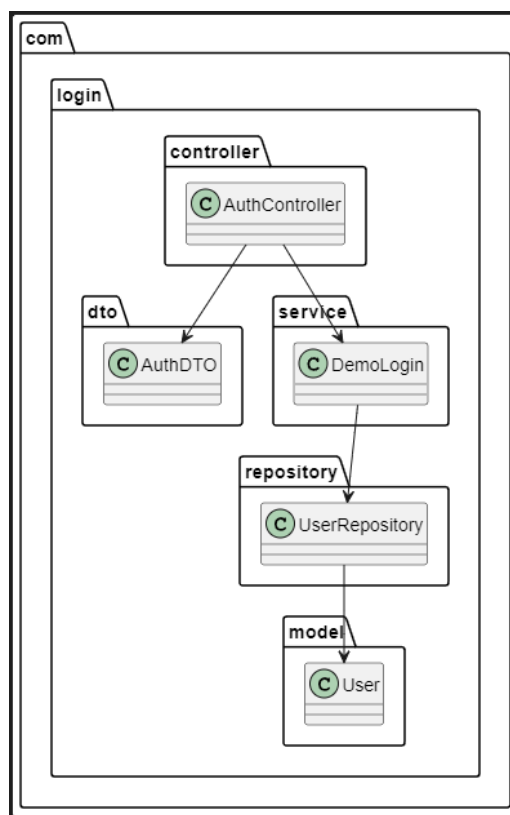 com
login
controller
C AuthController
dto
service
C AuthDTO
C DemoLogin
repository
C UserRepository
model
C User